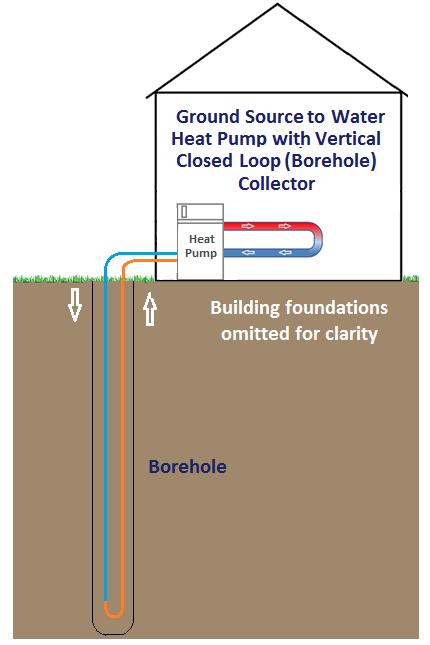 Ground Source to Water
Heat Pump with Vertical
Closed Loop (Borehole)
Collector
Heat
Pump
Building foundations
omitted for clarity
Borehole